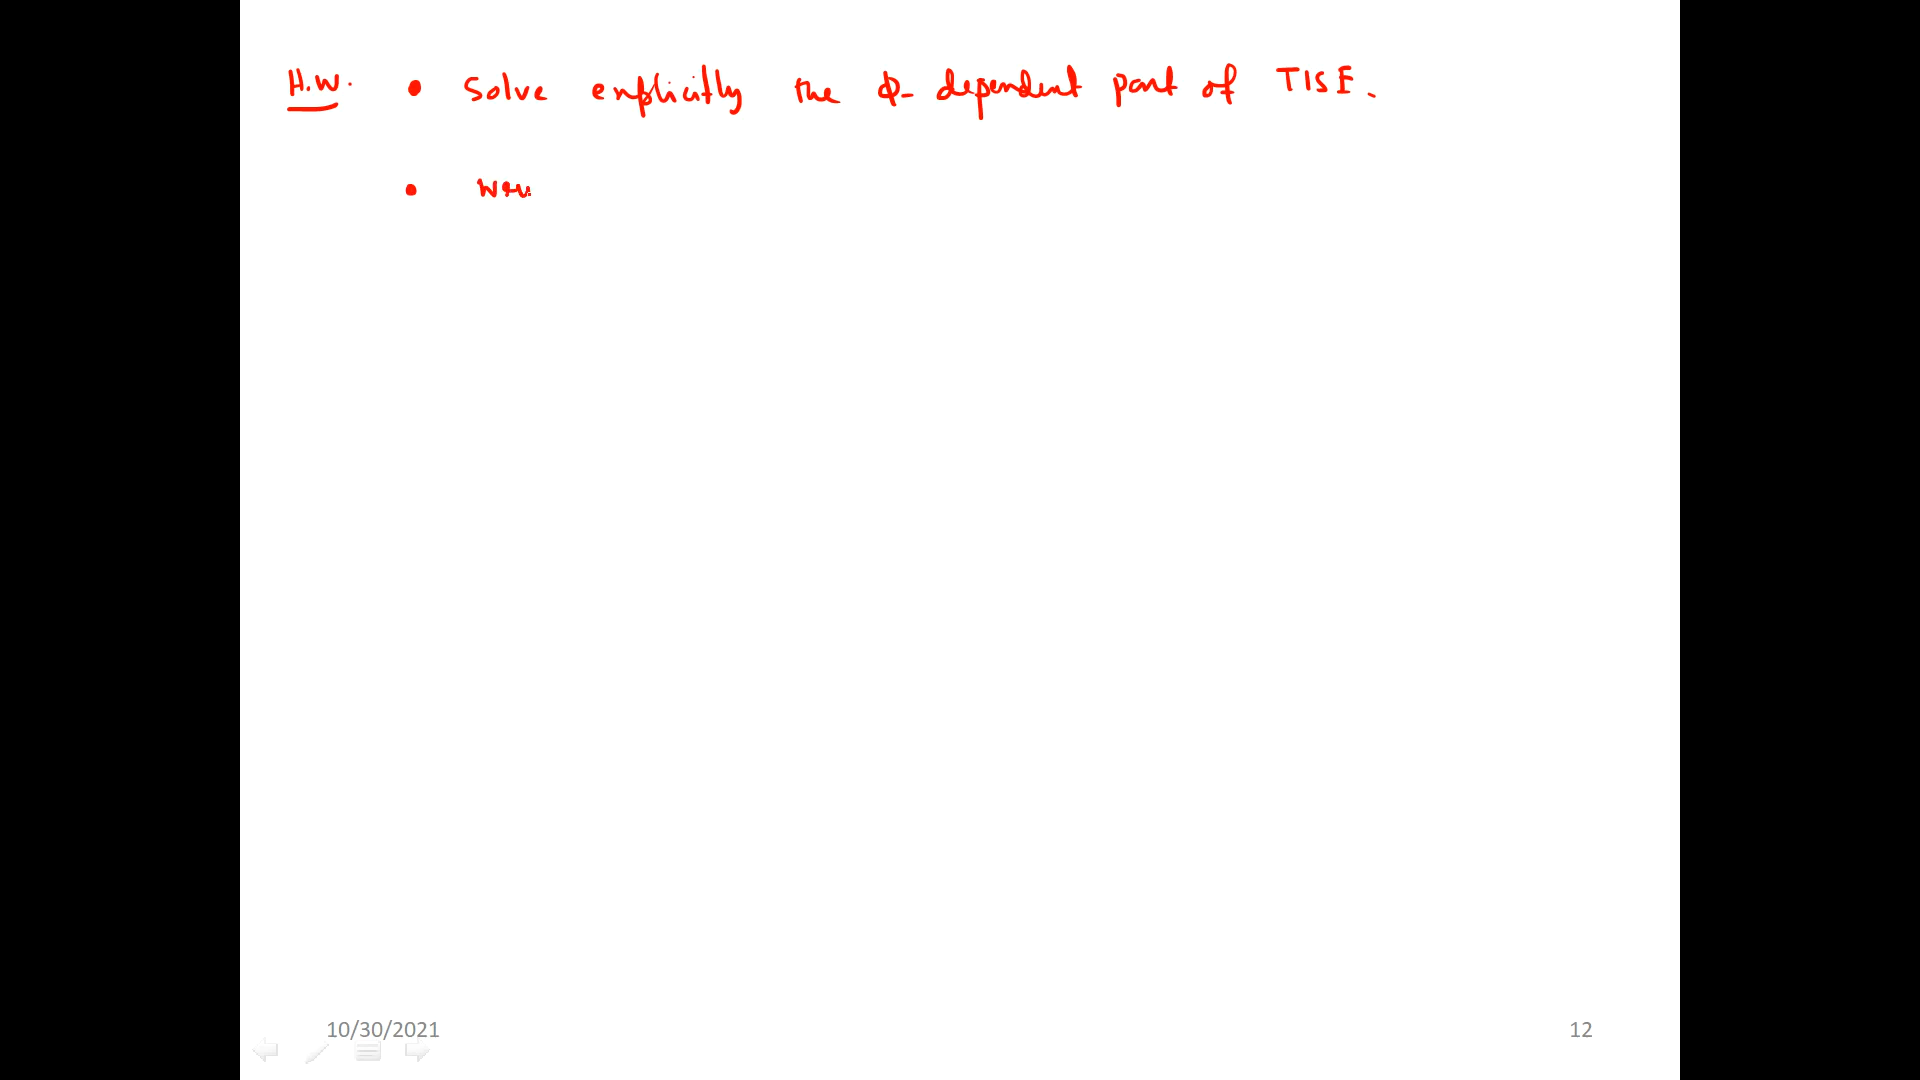 H.W. • Solve explicitly the Φ- dependent part of TISE.
•
10/30/2021
12